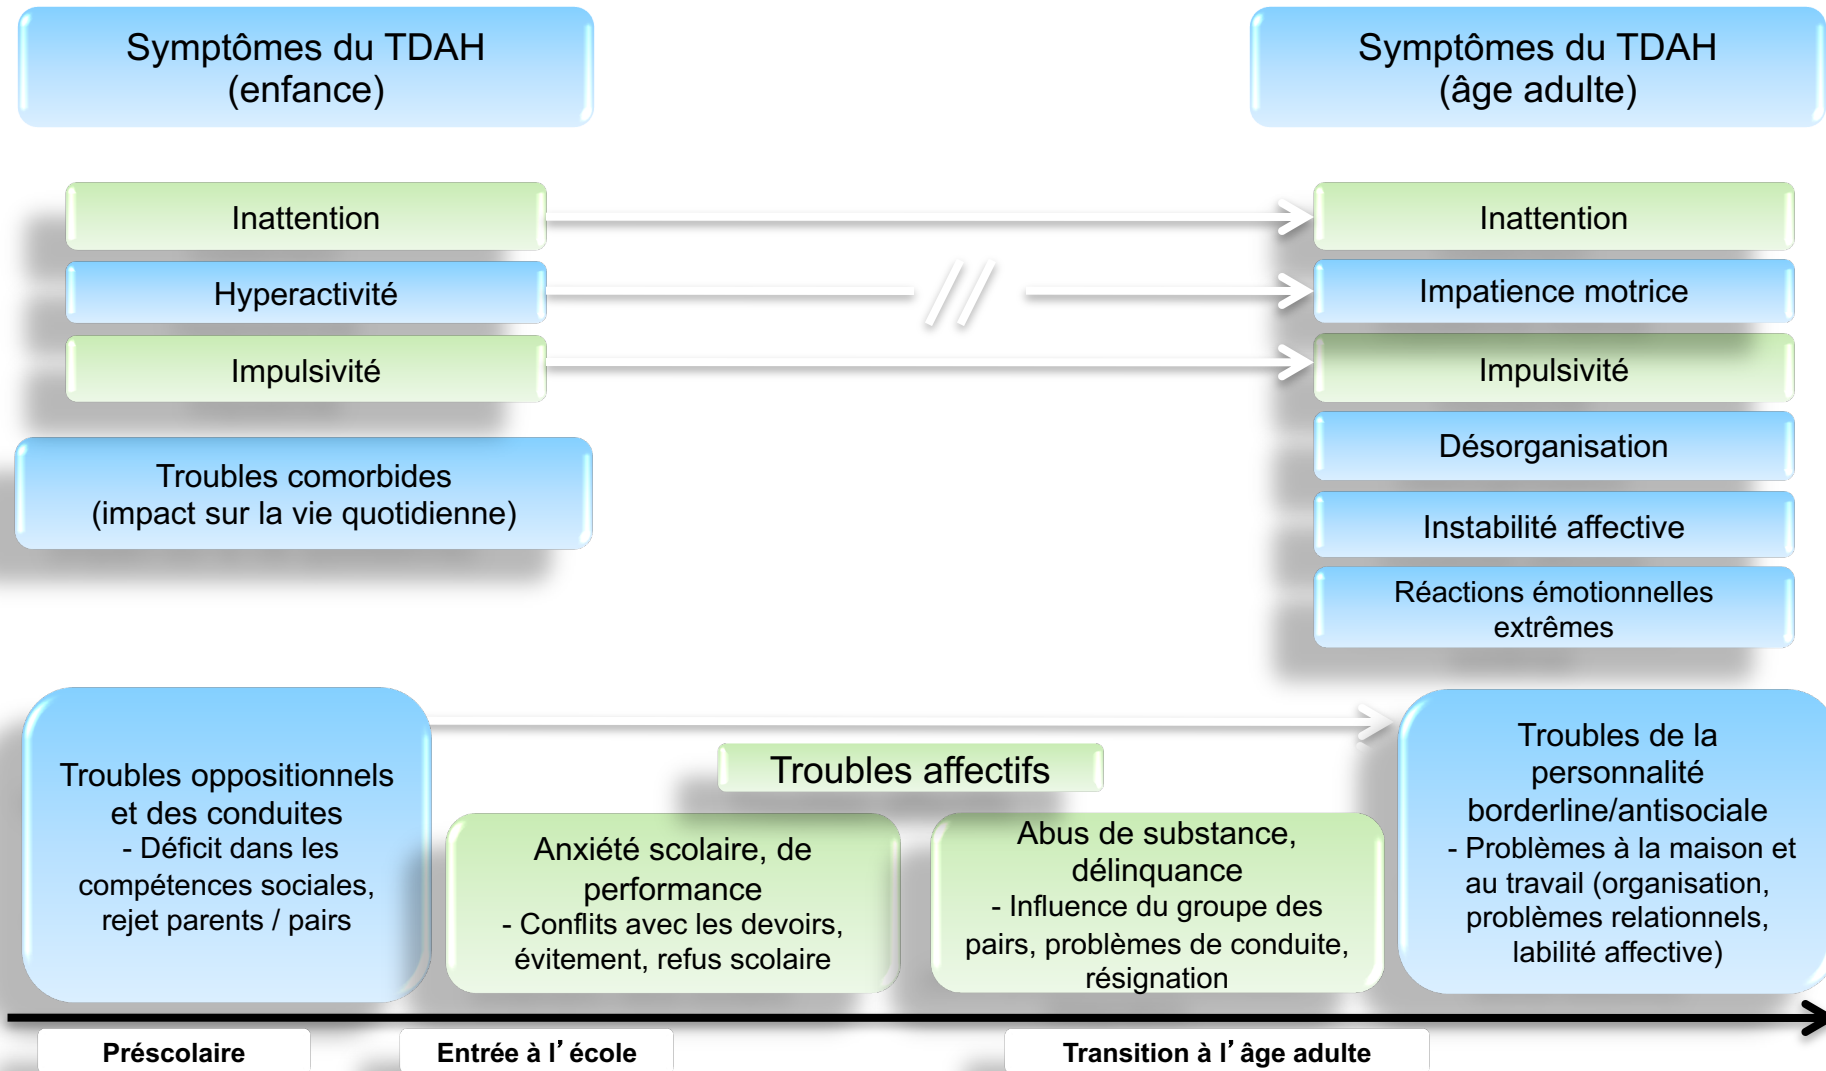 Symptômes du TDAH
(enfance)
Symptômes du TDAH
(âge adulte)
Inattention
Inattention
Hyperactivité
Impatience motrice
Impulsivité
Impulsivité
Troubles comorbides
(impact sur la vie quotidienne)
Désorganisation
Instabilité affective
Réactions émotionnelles
extrêmes
Troubles oppositionnels
et des conduites
- Déficit dans les
compétences sociales,
rejet parents / pairs
Troubles affectifs
Anxiété scolaire, de
performance
- Conflits avec les devoirs,
évitement, refus scolaire
Abus de substance,
délinquance
- Influence du groupe des
pairs, problèmes de conduite,
résignation
Troubles de la
personnalité
borderline/antisociale
- Problèmes à la maison et
au travail (organisation,
problèmes relationnels,
labilité affective)
Préscolaire
Entrée à l’école
Transition à l’âge adulte